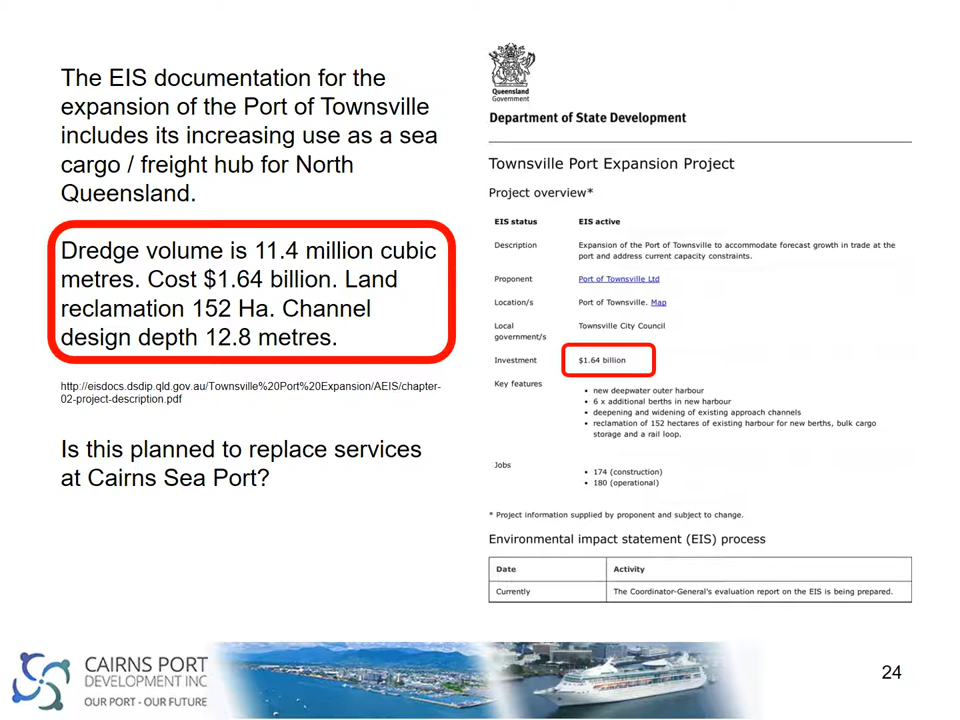 The EIS documentation for the
expansion of the Port of Townsville
includes its increasing use as a sea
cargo / freight hub for North
Queensland.
Dredge volume is 11.4 million cubic
metres. Cost $1.64 billion. Land
reclamation 152 Ha. Channel
design depth 12.8 metres.
http://eisdocs.dsdip.qld.gov.au/Townsville%20Port%20Expansion/AEIS/chapter-
02-project-description.pdf
Is this planned to replace services
at Cairns Sea Port?
Queensland
Government
Department of State Development
Townsville Port Expansion Project
Project overview*
EIS status EIS active
Description Expansion of the Port of Townsville to accommodate forecast growth in trade at the
port and address current capacity constraints.
Proponent Port of Townsville Ltd
Location/s Port of Townsville. Map
Local Townsville City Council
government/s
Investment $1.64 billion
Key features
• new deepwater outer harbour
• 6 x additional berths in new harbour
• deepening and widening of existing approach channels
• reclamation of 152 hectares of existing harbour for new berths, bulk cargo
storage and a rail loop.
Jobs
• 174 (construction)
• 180 (operational)
* Project information supplied by proponent and subject to change.
Environmental impact statement (EIS) process
Date Activity
Currently The Coordinator-General's evaluation report on the EIS is being prepared.
CAIRNS PORT
DEVELOPMENT INC
OUR PORT - OUR FUTURE
24